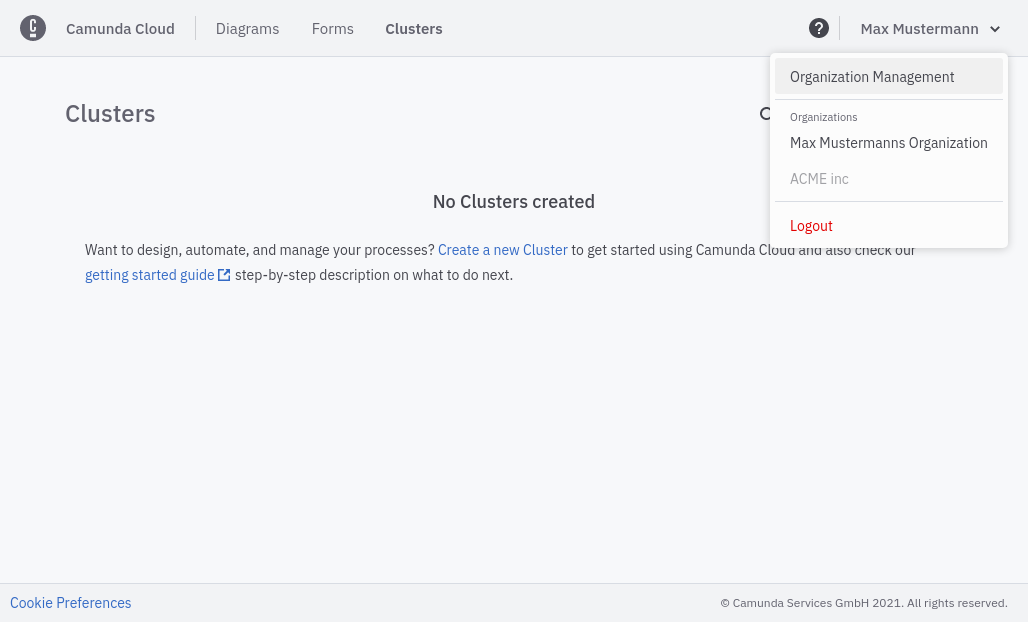 Camunda Cloud Diagrams Forms Clusters ? Max Mustermann
Organization Management
Clusters
Organizations
Max Mustermanns Organization
ACME inc
No Clusters created
Logout
Want to design, automate, and manage your processes? Create a new Cluster to get started using Camunda Cloud and also check our
getting started guide step-by-step description on what to do next.
Cookie Preferences © Camunda Services GmbH 2021. All rights reserved.